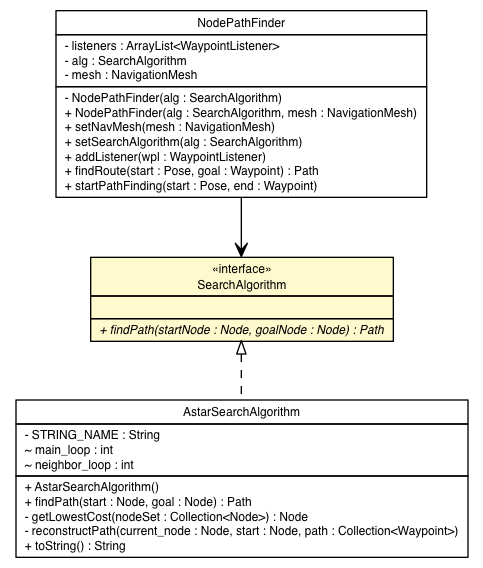 NodePathFinder
- listeners : ArrayList<WaypointListener>
- alg : SearchAlgorithm
- mesh : NavigationMesh
- NodePathFinder(alg : SearchAlgorithm)
+ NodePathFinder(alg : SearchAlgorithm, mesh : NavigationMesh)
+ setNavMesh(mesh : NavigationMesh)
+ setSearchAlgorithm(alg : SearchAlgorithm)
+ addListener(wpl : WaypointListener)
+ findRoute(start : Pose, goal : Waypoint) : Path
+ startPathFinding(start : Pose, end : Waypoint)
«interface»
SearchAlgorithm
+ findPath(startNode : Node, goalNode : Node) : Path
AstarSearchAlgorithm
- STRING_NAME : String
~ main_loop : int
~ neighbor_loop : int
+ AstarSearchAlgorithm()
+ findPath(start : Node, goal : Node) : Path
- getLowestCost(nodeSet : Collection<Node>) : Node
- reconstructPath(current_node : Node, start : Node, path : Collection<Waypoint>)
+ toString() : String